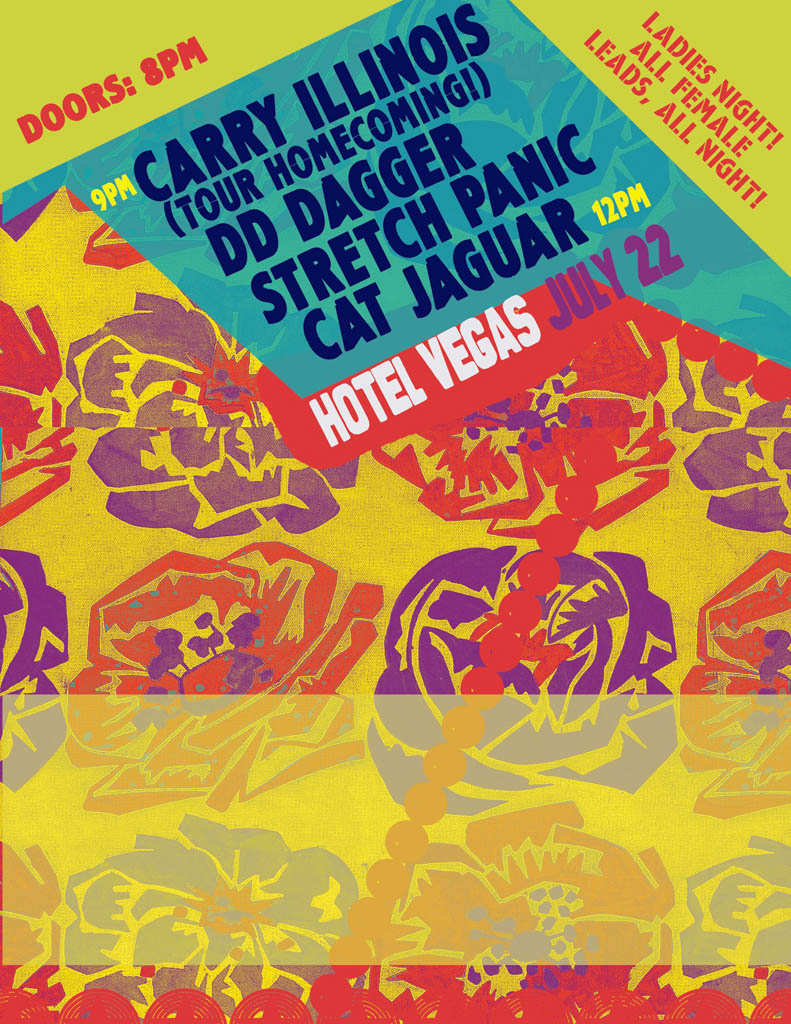 DOORS: 8PM
LADIES NIGHT!
ALL FEMALE
LEADS, ALL NIGHT!
9PM CARRY ILLINOIS
(TOUR HOMECOMING!)
DD DAGGER
STRETCH PANIC
CAT JAGUAR 12PM
HOTEL VEGAS JULY 22